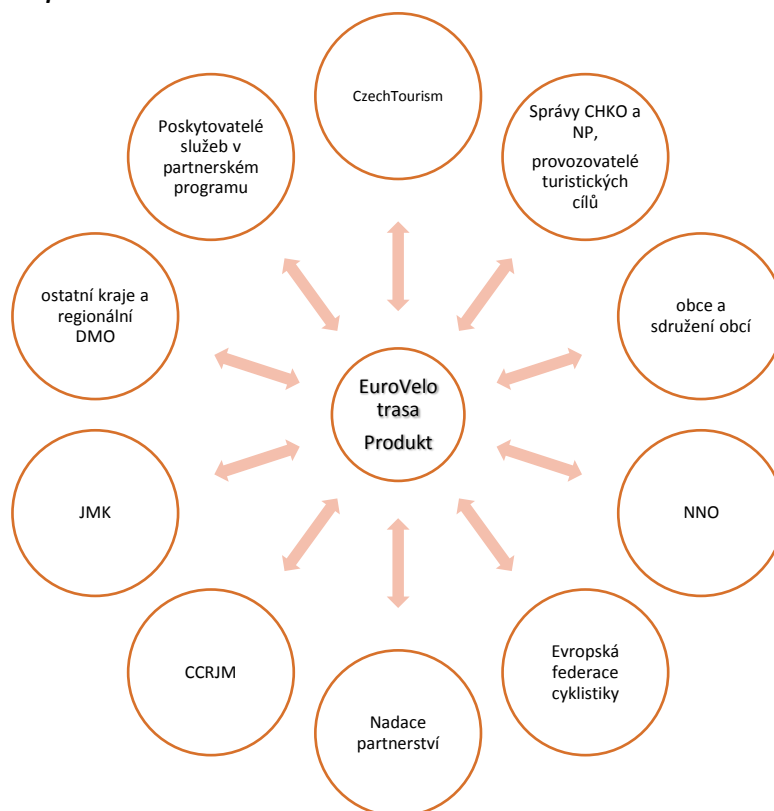 CzechTourism
Správy CHKO a
NP,
provozovatelé
turistických
cílů
obce a
sdružení obcí
NNO
Evropská
federace
cyklistiky
Nadace
partnerství
CCRJM
JMK
ostatní kraje a
regionální
DMO
Poskytovatelé
služeb v
partnerském
programu
EuroVelo
trasa
Produkt